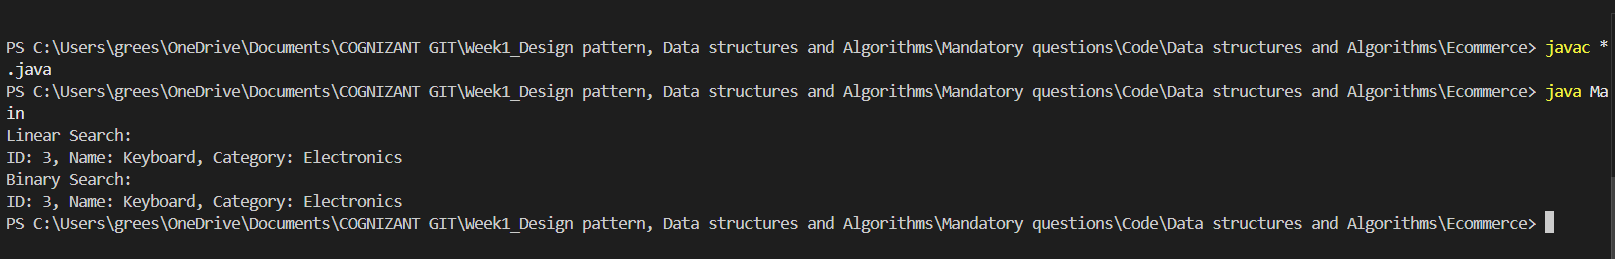 PS C:\Users\grees\OneDrive\Documents\COGNIZANT GIT\Week1_Design pattern, Data structures and Algorithms\Mandatory questions\Code\Data structures and Algorithms\Ecommerce> javac *
.java
PS C:\Users\grees\OneDrive\Documents\COGNIZANT GIT\Week1_Design pattern, Data structures and Algorithms\Mandatory questions\Code\Data structures and Algorithms\Ecommerce> java Ma
in
Linear Search:
ID: 3, Name: Keyboard, Category: Electronics
Binary Search:
ID: 3, Name: Keyboard, Category: Electronics
PS C:\Users\grees\OneDrive\Documents\COGNIZANT GIT\Week1_Design pattern, Data structures and Algorithms\Mandatory questions\Code\Data structures and Algorithms\Ecommerce>